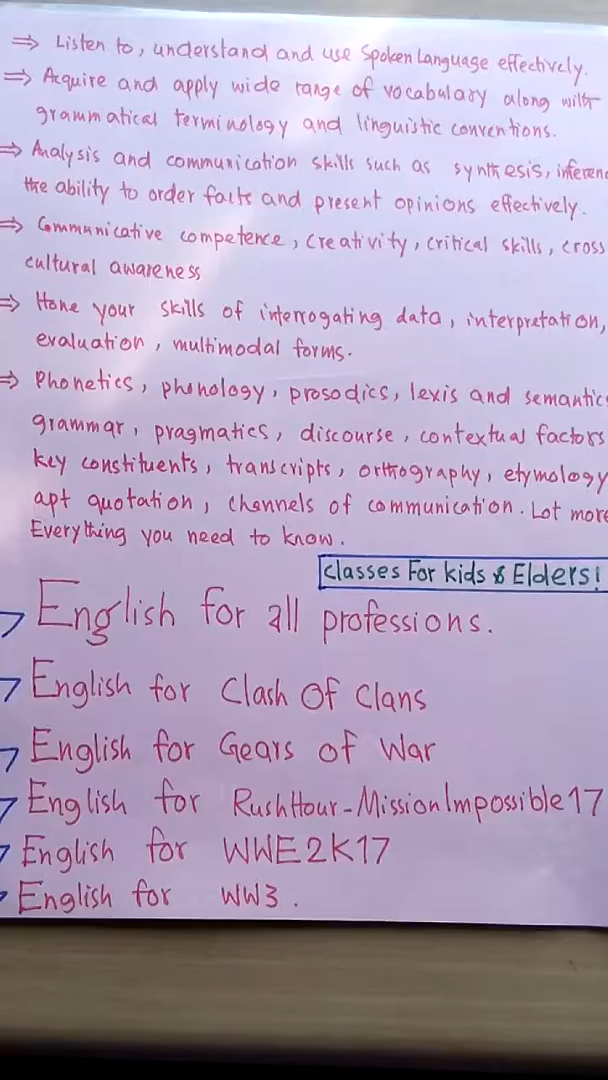 ⇒ Listen to, understand and use Spoken Language effectively.
⇒ Acquire and apply wide range of vocabulary along with
grammatical terminology and linguistic conventions.
⇒ Analysis and communication skills such as synthesis, inferenc
the ability to order facts and present opinions effectively.
⇒ Communicative competence, creativity, critical skills, cross
cultural awareness
⇒ Hone your skills of interrogating data, interpretation,
evaluation, multimodal forms.
⇒ Phonetics, phonology, prosodics, lexis and semantics
grammar, pragmatics, discourse, contextual factors
key constituents, transcripts, orthography, etymology
apt quotation, channels of communication. Lot more
Everything you need to know.
Classes For kids & Elders!
English for all professions.
English for Clash Of Clans
English for Gears of War
English for RushHour-MissionImpossible17
English for WWE2K17
English for WW3.